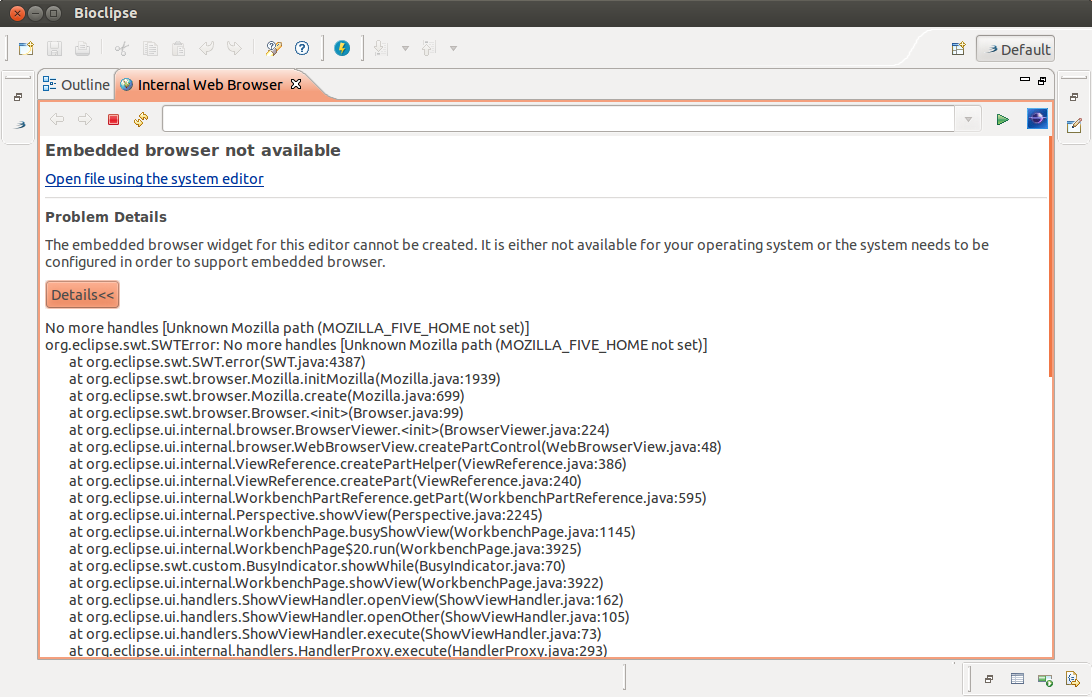 Bioclipse
Default
Outline
Internal Web Browser
Embedded browser not available
Open file using the system editor
Problem Details
The embedded browser widget for this editor cannot be created. It is either not available for your operating system or the system needs to be
configured in order to support embedded browser.
Details<<
No more handles [Unknown Mozilla path (MOZILLA_FIVE_HOME not set)]
org.eclipse.swt.SWTError: No more handles [Unknown Mozilla path (MOZILLA_FIVE_HOME not set)]
at org.eclipse.swt.SWT.error(SWT.java:4387)
at org.eclipse.swt.browser.Mozilla.initMozilla(Mozilla.java:1939)
at org.eclipse.swt.browser.Mozilla.create(Mozilla.java:699)
at org.eclipse.swt.browser.Browser.<init>(Browser.java:99)
at org.eclipse.ui.internal.browser.BrowserViewer.<init>(BrowserViewer.java:224)
at org.eclipse.ui.internal.browser.WebBrowserView.createPartControl(WebBrowserView.java:48)
at org.eclipse.ui.internal.ViewReference.createPartHelper(ViewReference.java:386)
at org.eclipse.ui.internal.ViewReference.createPart(ViewReference.java:240)
at org.eclipse.ui.internal.WorkbenchPartReference.getPart(WorkbenchPartReference.java:595)
at org.eclipse.ui.internal.Perspective.showView(Perspective.java:2245)
at org.eclipse.ui.internal.WorkbenchPage.busyShowView(WorkbenchPage.java:1145)
at org.eclipse.ui.internal.WorkbenchPage$20.run(WorkbenchPage.java:3925)
at org.eclipse.swt.custom.BusyIndicator.showWhile(BusyIndicator.java:70)
at org.eclipse.ui.internal.WorkbenchPage.showView(WorkbenchPage.java:3922)
at org.eclipse.ui.handlers.ShowViewHandler.openView(ShowViewHandler.java:162)
at org.eclipse.ui.handlers.ShowViewHandler.openOther(ShowViewHandler.java:105)
at org.eclipse.ui.handlers.ShowViewHandler.execute(ShowViewHandler.java:73)
at org.eclipse.ui.internal.handlers.HandlerProxy.execute(HandlerProxy.java:293)